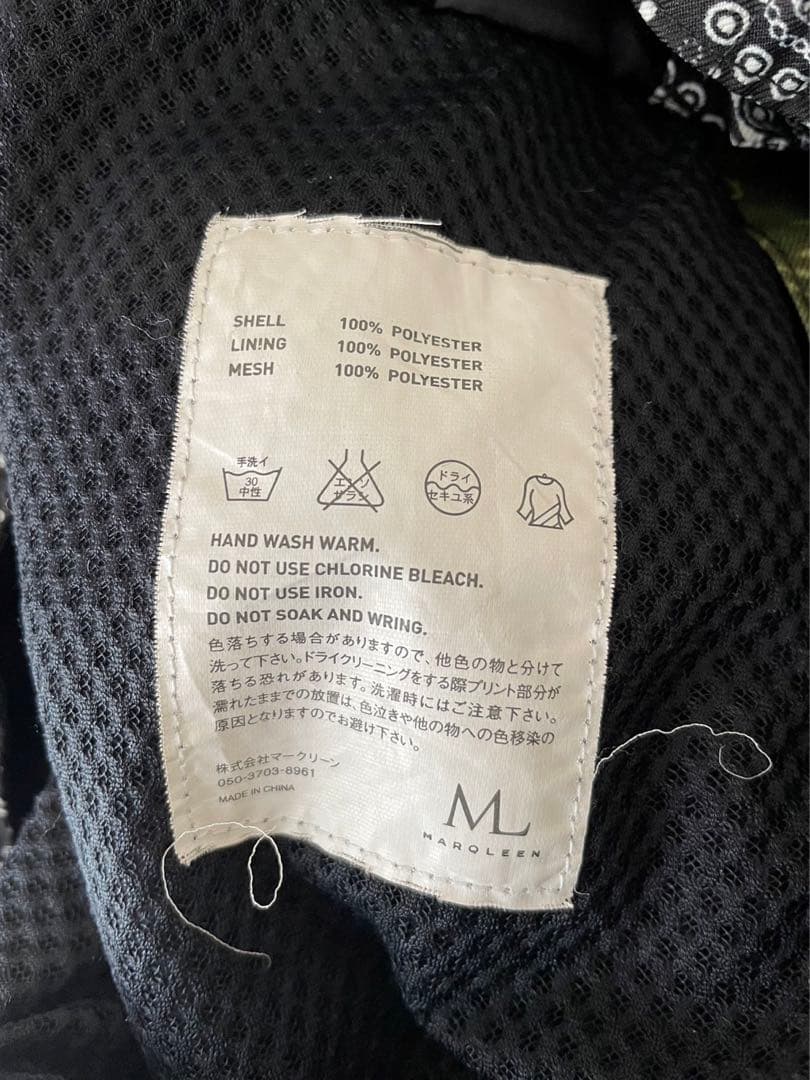 SHELL 100% POLYESTER
LIN!NG 100% POLYESTER
MESH 100% POLYESTER
手洗イ
30
中性
エンソ
サラシ
ドライ
セキユ系
HAND WASH WARM.
DO NOT USE CHLORINE BLEACH.
DO NOT USE IRON.
DO NOT SOAK AND WRING.
色落ちする場合がありますので、他色の物と分けて
洗って下さい。ドライクリーニングをする際プリント部分が
落ちる恐れがあります。洗濯時にはご注意下さい。
濡れたままでの放置は、色泣きや他の物への色移染の
原因となりますのでお避け下さい。
株式会社マークリーン
050-3703-8961
MADE IN CHINA
ML
MARQLEEN